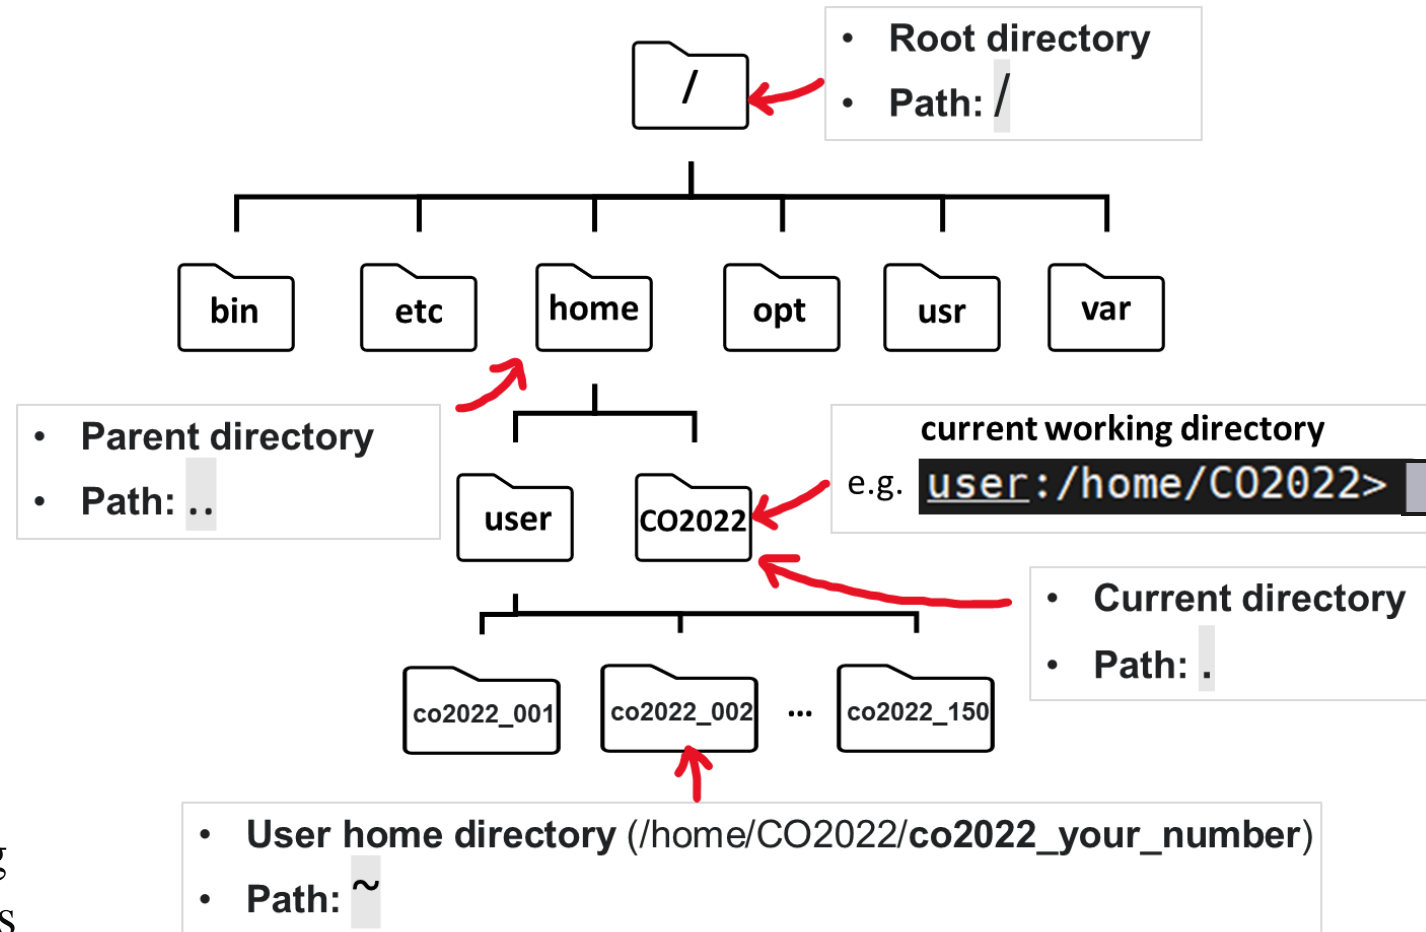 /
• Root directory
• Path: /
bin
etc
home
opt
usr
var
• Parent directory
• Path: ..
current working directory
e.g. user:/home/CO2022>
user
CO2022
• Current directory
• Path: .
co2022_001
co2022_002
...
co2022_150
• User home directory (/home/CO2022/co2022_your_number)
• Path: ~